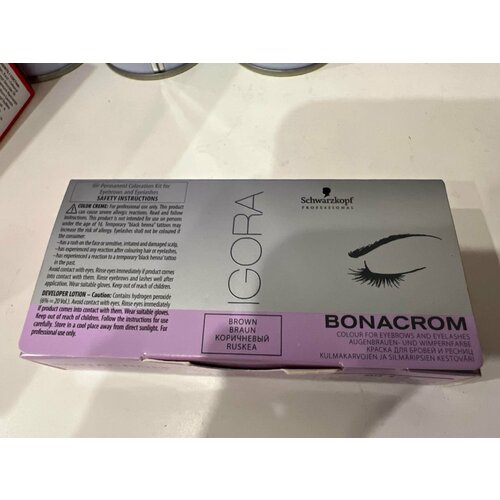 for Permanent Coloration Kit for
Eyebrows and Eyelashes
SAFETY INSTRUCTIONS
COLOR CREME: For professional use only. This product
can cause severe allergic reactions. Read and follow
instructions. This product is not intended for use on persons
under the age of 16. Temporary 'black henna' tattoos may
increase the risk of allergy. Eyelashes shall not be coloured if
the consumer:
- has a rash on the face or sensitive, irritated and damaged scalp,
- has experienced any reaction after colouring hair or eyelashes,
- has experienced a reaction to a temporary 'black henna' tattoo
in the past.
Avoid contact with eyes. Rinse eyes immediately if product comes
into contact with them. Rinse eyelashes and eyebrows well after
application. Wear suitable gloves.
Keep out of reach of children.
DEVELOPER LOTION – Caution: Contains hydrogen peroxide
(6% = 20 Vol.). Avoid contact with eyes. Rinse eyes immediately
if product comes into contact with them. Wear suitable gloves.
Keep out of reach of children. Follow the instructions for use
carefully. Store in a cool place away from direct sunlight. For
professional use only.
IGORA
BROWN
BRAUN
КОРИЧНЕВЫЙ
RUSKEA
Schwarzkopf
PROFESSIONAL
BONACROM
COLOUR FOR EYEBROWS AND EYELASHES
AUGENBRAUEN- UND WIMPERNFARBE
КРАСКА ДЛЯ БРОВЕЙ И РЕСНИЦ
KULMAKARVOJEN JA SILMÄRIPSIEN KESTOVÄRI